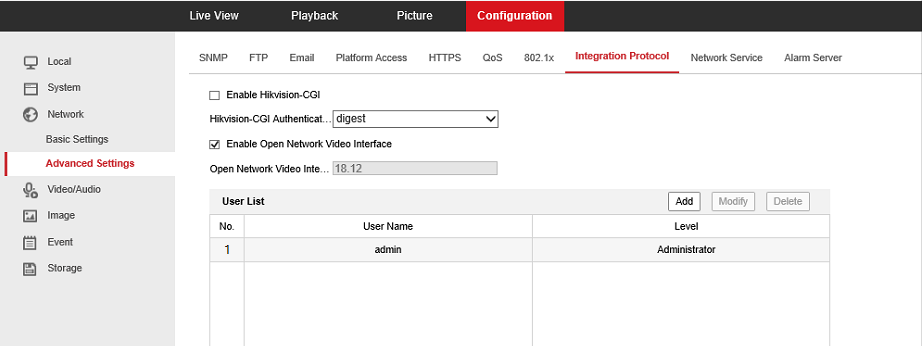 Live View Playback Picture Configuration
Local
System
Network
Basic Settings
Advanced Settings
Video/Audio
Image
Event
Storage
SNMP FTP Email Platform Access HTTPS QoS 802.1x Integration Protocol Network Service Alarm Server
Enable Hikvision-CGI
Hikvision-CGI Authenticat... digest
Enable Open Network Video Interface
Open Network Video Inte... 18.12
User List Add Modify Delete
No. User Name Level
1 admin Administrator